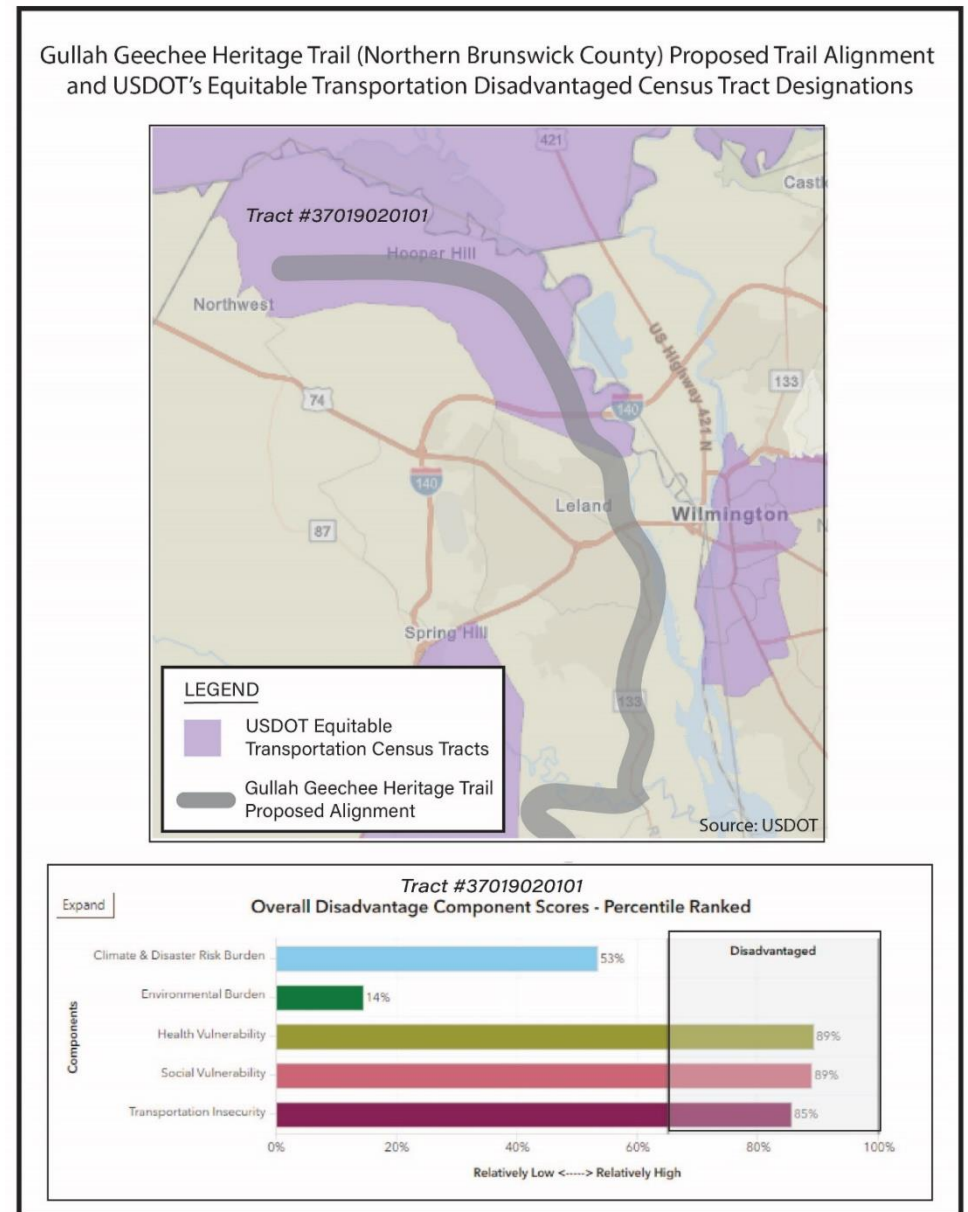 Gullah Geechee Heritage Trail (Northern Brunswick County) Proposed Trail Alignment
and USDOT's Equitable Transportation Disadvantaged Census Tract Designations
421
Castl
Tract #37019020101
Hooper Hill
Northwest
US Highway 421 N
133
74
140
140
Leland
Wilmington
N
87
Spring Hill
133
LEGEND
USDOT Equitable
Transportation Census Tracts
Gullah Geechee Heritage Trail
Proposed Alignment
R
Source: USDOT
Tract #37019020101
Expand
Overall Disadvantage Component Scores - Percentile Ranked
Disadvantaged
Components
Climate & Disaster Risk Burden
53%
Environmental Burden
14%
Health Vulnerability
89%
Social Vulnerability
89%
Transportation Insecurity
85%
0%
20%
40%
60%
80%
100%
Relatively Low <-----> Relatively High